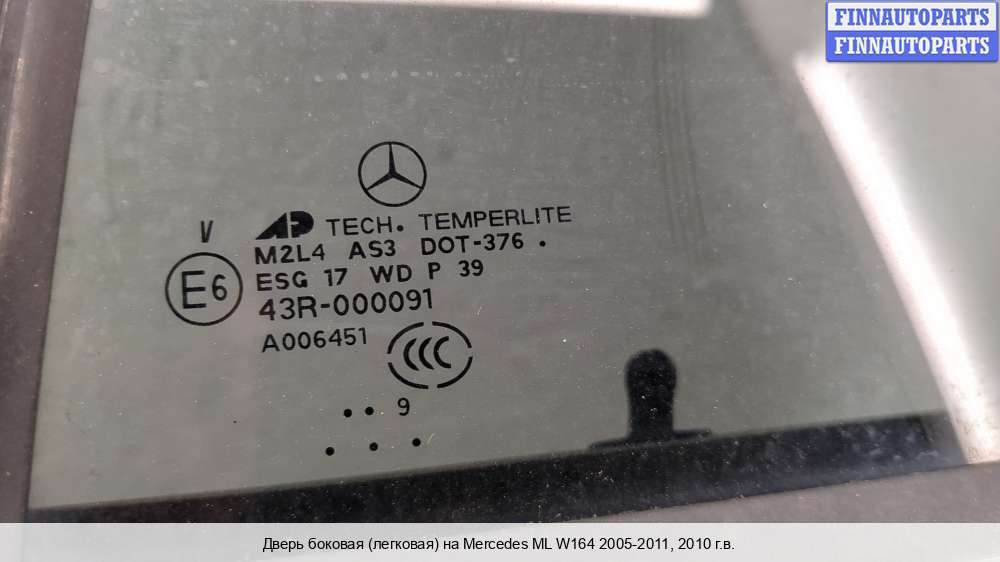 FINNAUTOPARTS
FINNAUTOPARTS
V
AP TECH. TEMPERLITE
M2L4 AS3 DOT-376 .
E6
ESG 17 WD P 39
43R-000091
A006451
CCC
•• 9
• • •
Дверь боковая (легковая) на Mercedes ML W164 2005-2011, 2010 г.в.